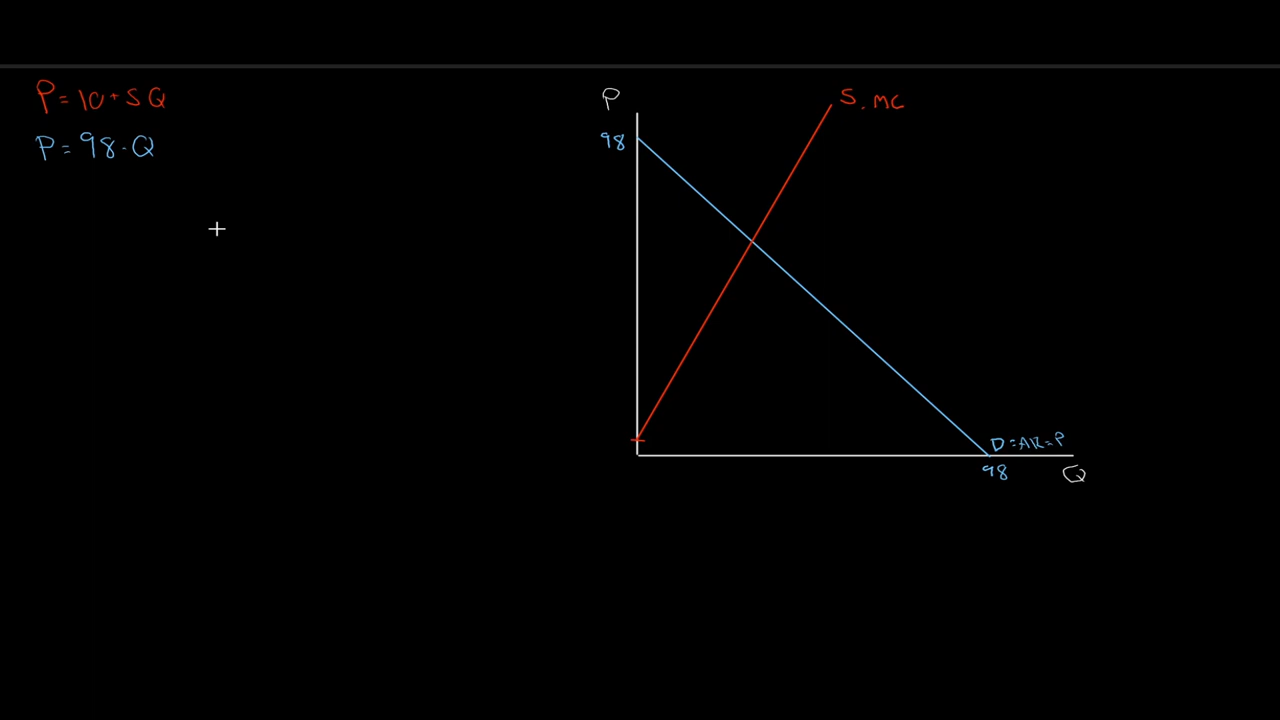 P=10+5Q
P=98-Q
P
98
S.MC
D=AR=P
98
Q